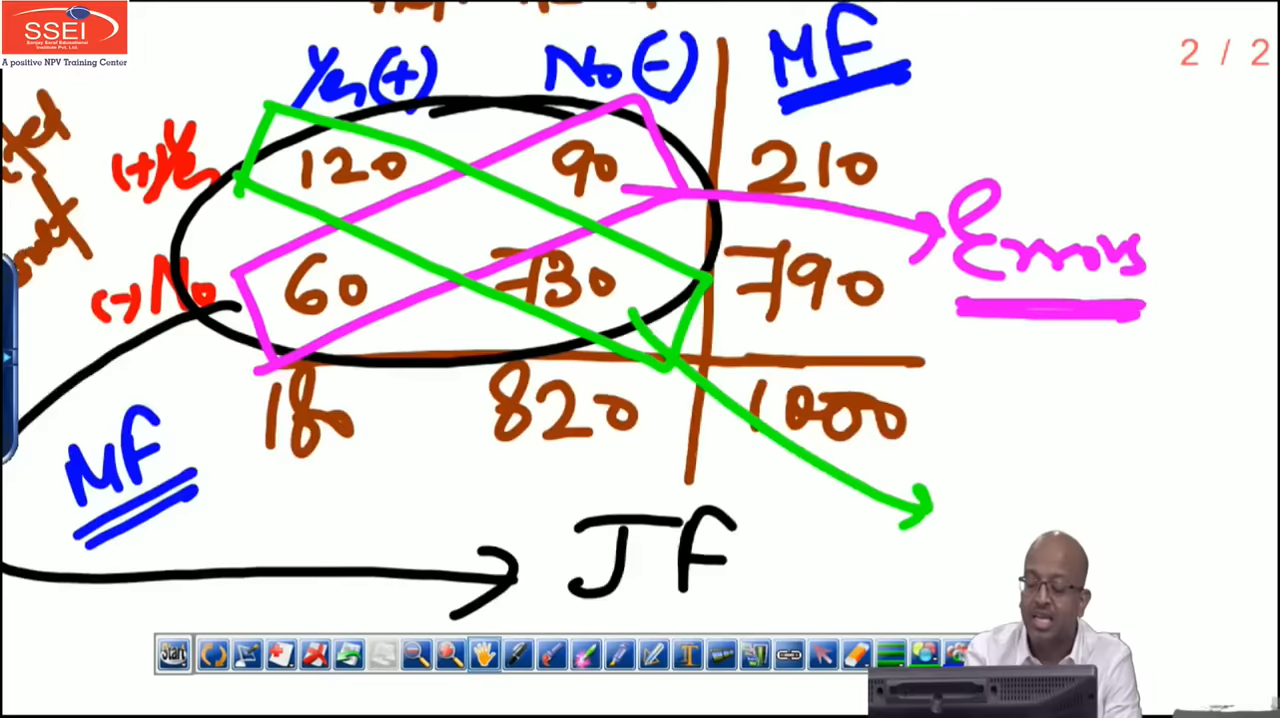 SSEI
A positive NPV Training Center
2 / 2
Yes (+) No (-) MF
(+) Yes 120 90 210
Errors
(-) No 60 730 790
180 820 1000
MF
JF
Start